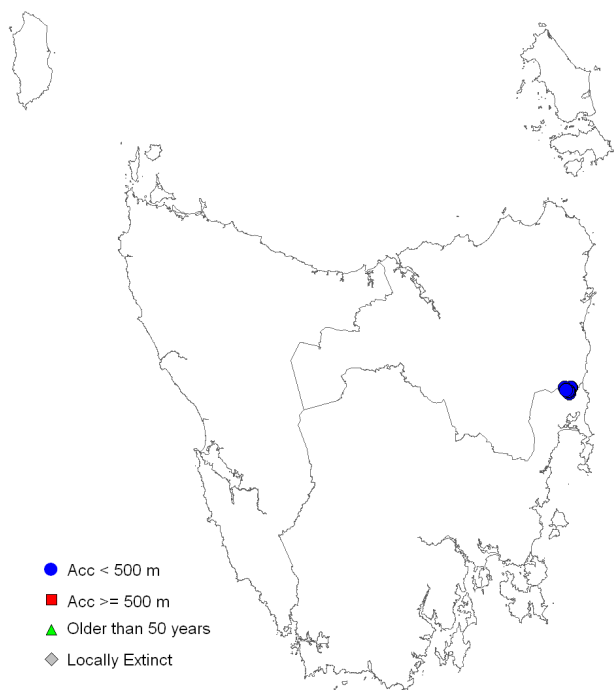 Acc < 500 m
Acc >= 500 m
Older than 50 years
Locally Extinct